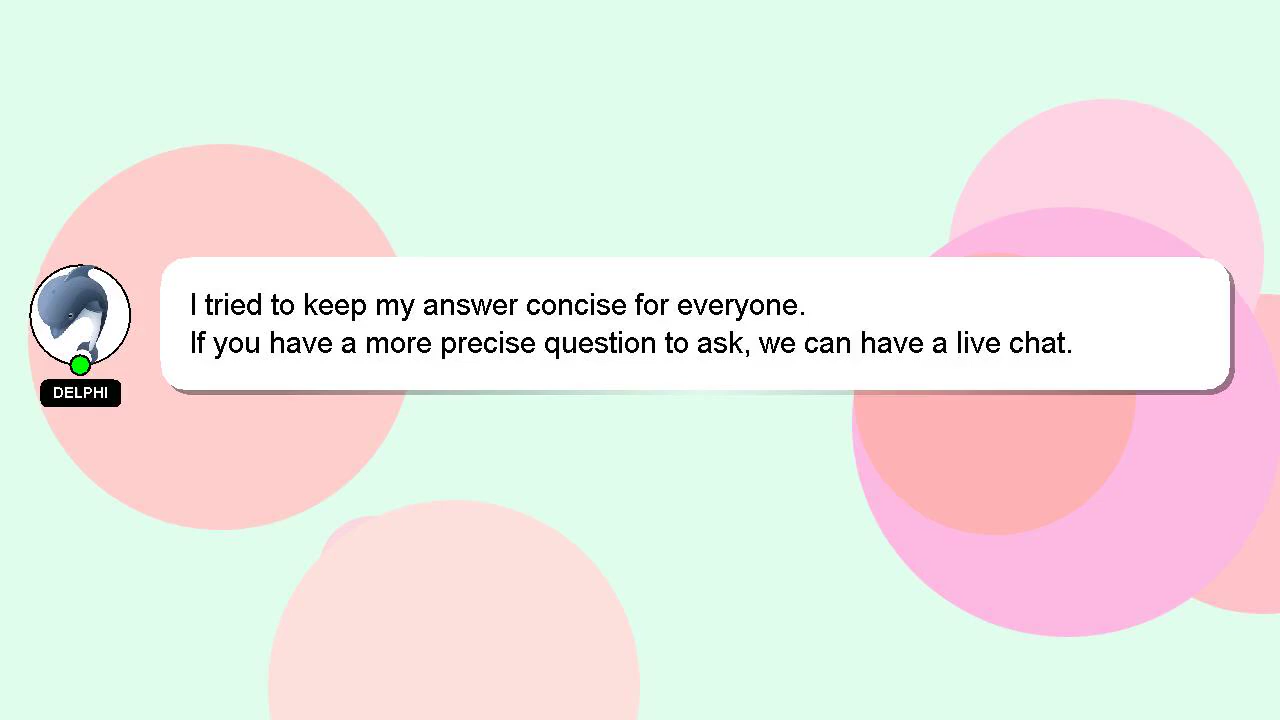 I tried to keep my answer concise for everyone.
If you have a more precise question to ask, we can have a live chat.
DELPHI